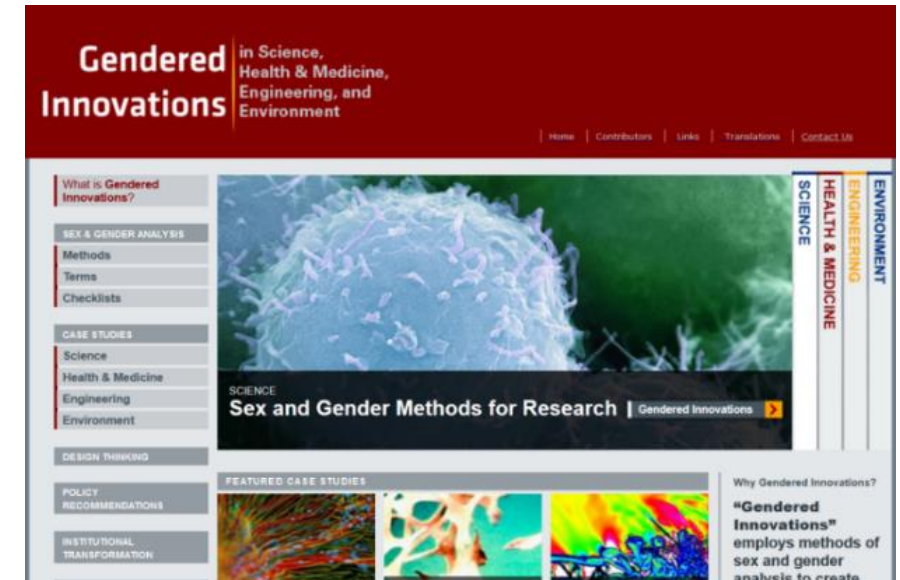 Gendered
Innovations
in Science,
Health & Medicine,
Engineering, and
Environment
Home
Contributors
Links
Translations
Contact Us
What is Gendered
Innovations?
SEX & GENDER ANALYSIS
Methods
Terms
Checklists
CASE STUDIES
Science
Health & Medicine
Engineering
Environment
DESIGN THINKING
POLICY
RECOMMENDATIONS
INSTITUTIONAL
TRANSFORMATION
SCIENCE
Sex and Gender Methods for Research | Gendered Innovations
SCIENCE
HEALTH & MEDICINE
ENGINEERING
ENVIRONMENT
FEATURED CASE STUDIES
Why Gendered Innovations?
“Gendered
Innovations”
employs methods of
sex and gender
analysis to create